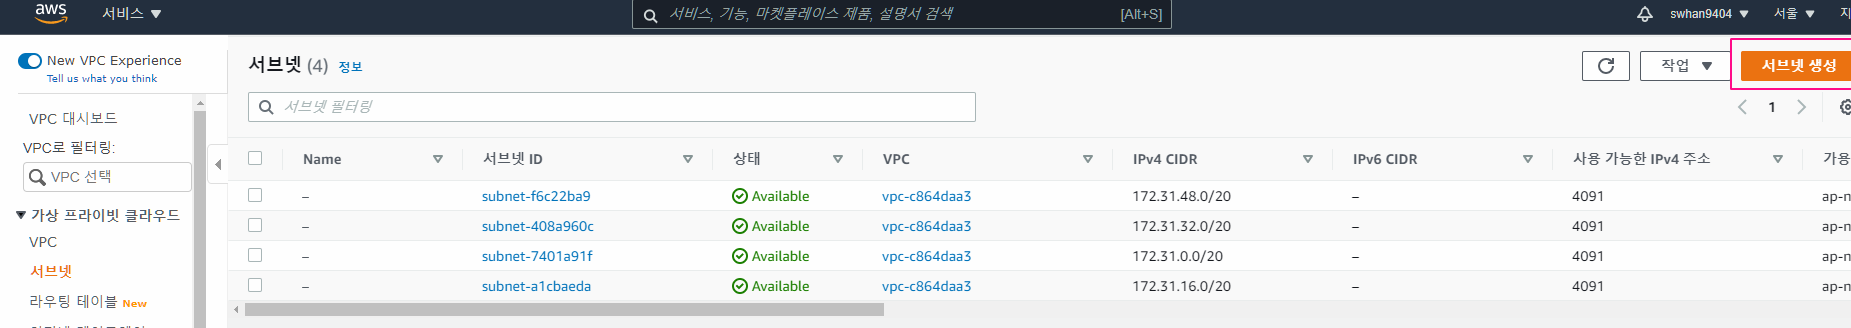 aws 서비스 ▼ 서비스, 기능, 마켓플레이스 제품, 설명서 검색 [Alt+S] swhan9404 ▼ 서울 ▼
New VPC Experience
Tell us what you think
서브넷 (4) 정보 작업 ▼ 서브넷 생성
서브넷 필터링
1
VPC 대시보드
VPC로 필터링:
VPC 선택
가상 프라이빗 클라우드
VPC
서브넷
라우팅 테이블 New
Name 서브넷 ID 상태 VPC IPv4 CIDR IPv6 CIDR 사용 가능한 IPv4 주소 가용
– subnet-f6c22ba9 Available vpc-c864daa3 172.31.48.0/20 – 4091 ap-n
– subnet-408a960c Available vpc-c864daa3 172.31.32.0/20 – 4091 ap-n
– subnet-7401a91f Available vpc-c864daa3 172.31.0.0/20 – 4091 ap-n
– subnet-a1cbaeda Available vpc-c864daa3 172.31.16.0/20 – 4091 ap-n